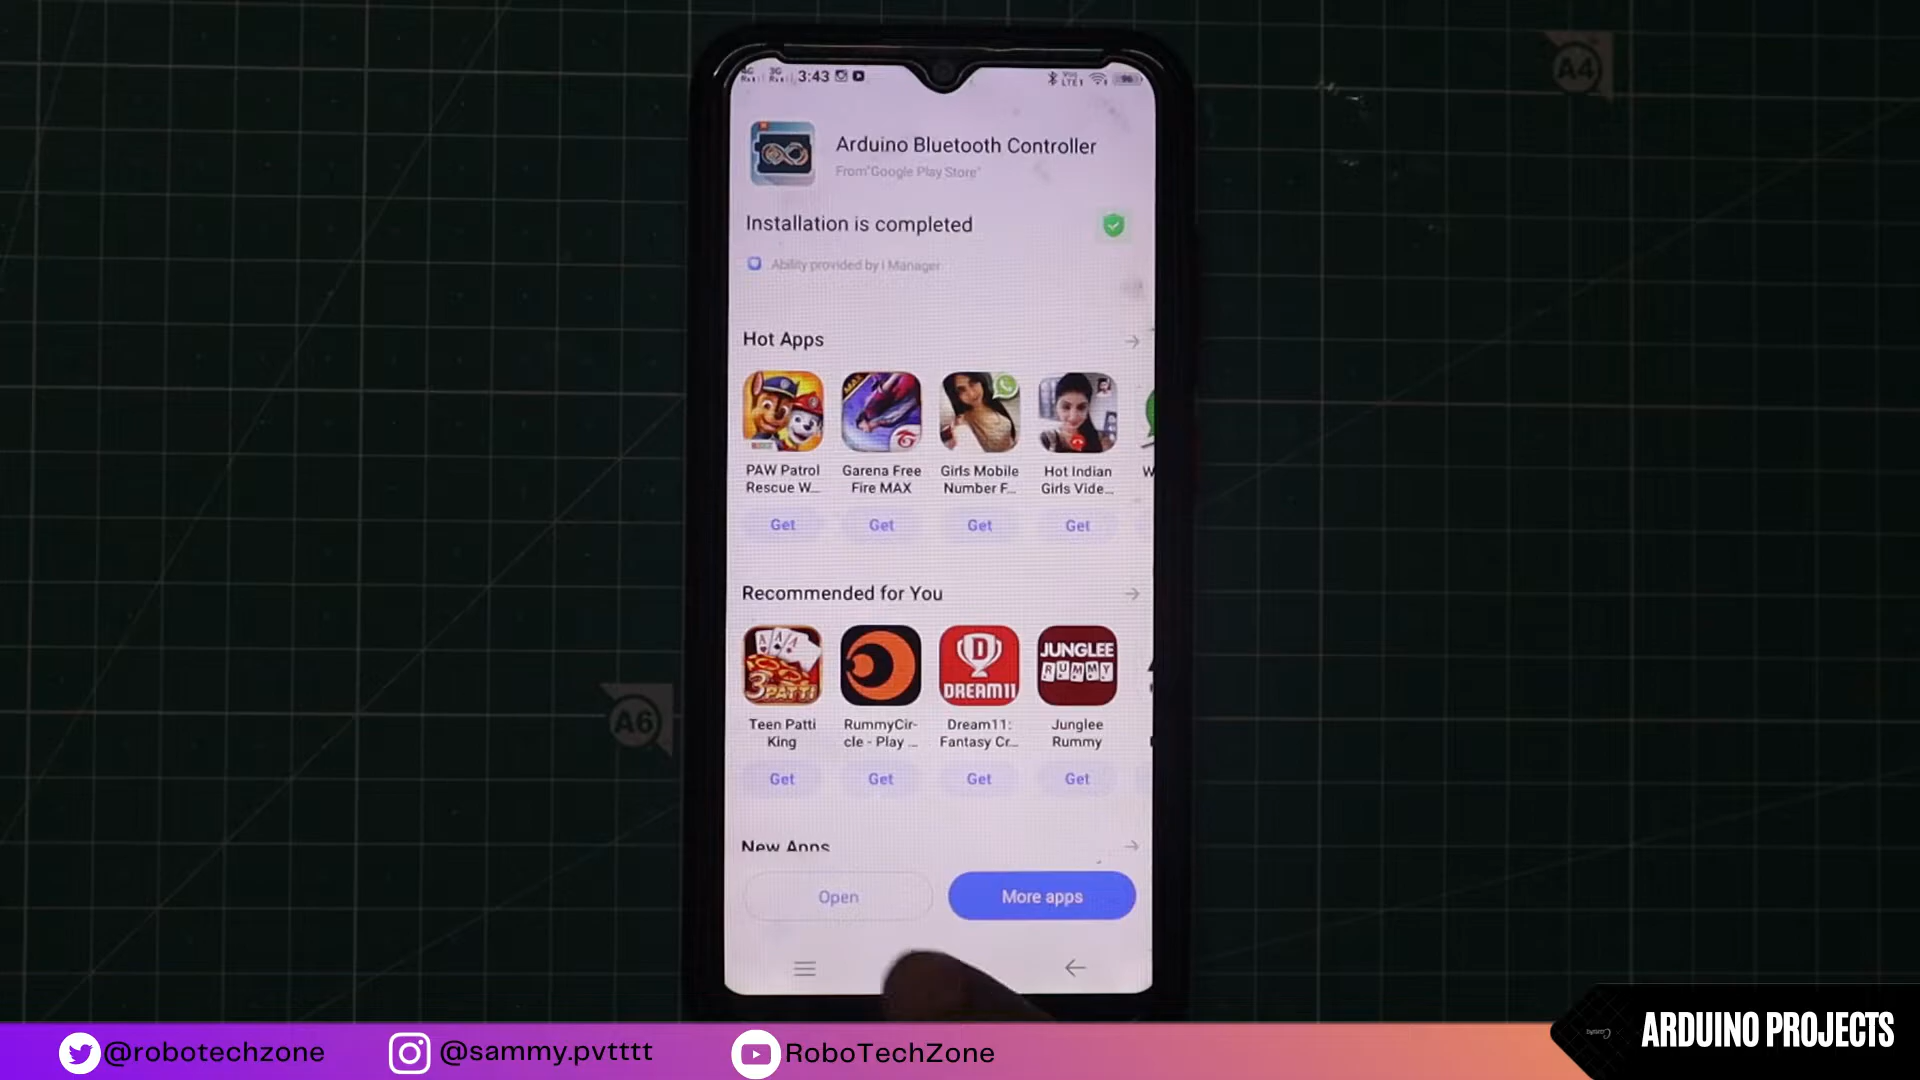 A4
3:43
Arduino Bluetooth Controller
From"Google Play Store"
Installation is completed
Ability provided by i Manager
Hot Apps
PAW Patrol
Rescue W...
Garena Free
Fire MAX
Girls Mobile
Number F...
Hot Indian
Girls Vide...
Get
Get
Get
Get
Recommended for You
3PATTI
DREAM11
JUNGLEE
RUMMY
Teen Patti
King
RummyCir-
cle - Play ...
Dream11:
Fantasy Cr...
Junglee
Rummy
Get
Get
Get
Get
A6
New Apps
Open
More apps
@robotechzone
@sammy.pvtttt
RoboTechZone
ARDUINO PROJECTS